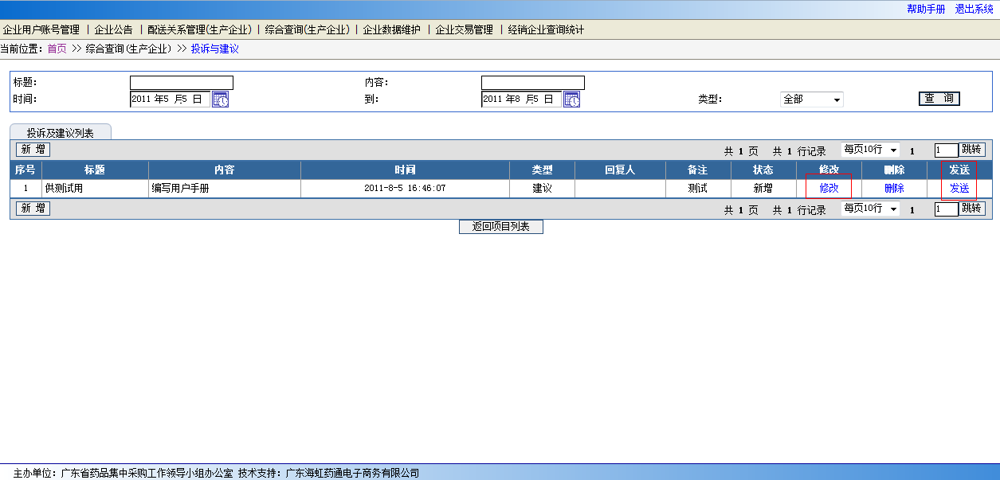 帮助手册 退出系统
企业用户账号管理 | 企业公告 | 配送关系管理(生产企业) | 综合查询(生产企业) | 企业数据维护 | 企业交易管理 | 经销企业查询统计
当前位置: 首页 >> 综合查询(生产企业) >> 投诉与建议
标题: 内容:
时间: 2011 年5 月5 日 到: 2011 年8 月5 日 类型: 全部 查 询
投诉及建议列表
新 增 共 1 页 共 1 行记录 每页10行 1 1 跳转
序号 标题 内容 时间 类型 回复人 备注 状态 修改 删除 发送
1 供测试用 编写用户手册 2011-8-5 16:46:07 建议 测试 新增 修改 删除 发送
新 增 共 1 页 共 1 行记录 每页10行 1 1 跳转
返回项目列表
主办单位: 广东省药品集中采购工作领导小组办公室 技术支持: 广东海虹药通电子商务有限公司